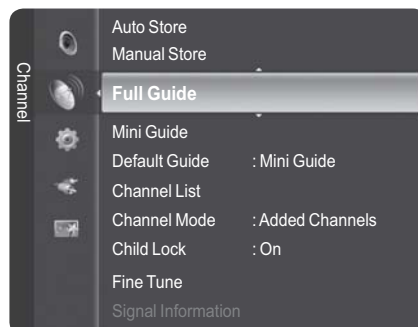 Channel
Auto Store
Manual Store
Full Guide
Mini Guide
Default Guide : Mini Guide
Channel List
Channel Mode : Added Channels
Child Lock : On
Fine Tune
Signal Information